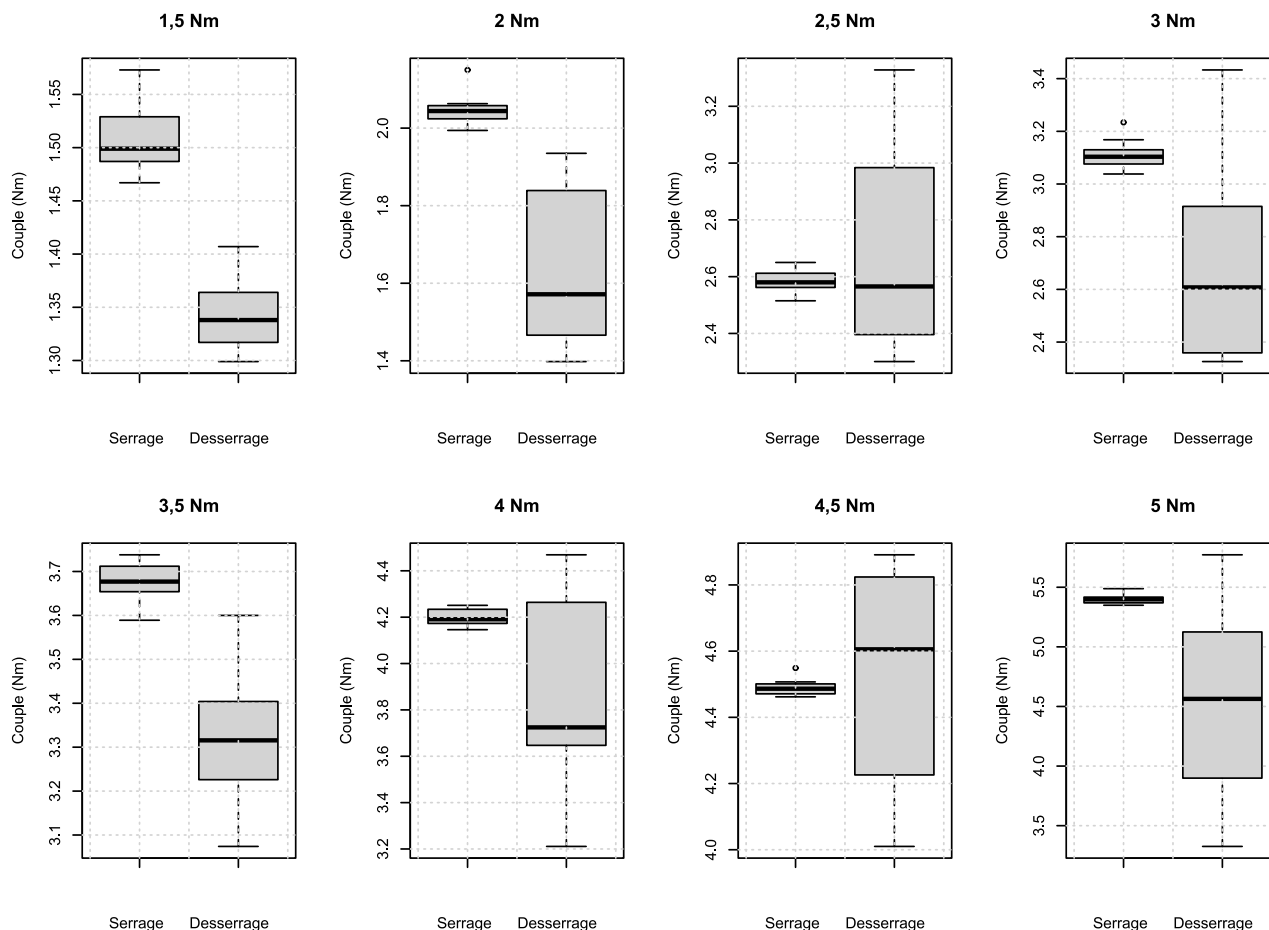 1,5 Nm
Couple (Nm)
1.30 1.35 1.40 1.45 1.50 1.55
Serrage Desserrage
2 Nm
Couple (Nm)
1.4 1.6 1.8 2.0
Serrage Desserrage
2,5 Nm
Couple (Nm)
2.4 2.6 2.8 3.0 3.2
Serrage Desserrage
3 Nm
Couple (Nm)
2.4 2.6 2.8 3.0 3.2 3.4
Serrage Desserrage
3,5 Nm
Couple (Nm)
3.1 3.2 3.3 3.4 3.5 3.6 3.7
Serrage Desserrage
4 Nm
Couple (Nm)
3.2 3.4 3.6 3.8 4.0 4.2 4.4
Serrage Desserrage
4,5 Nm
Couple (Nm)
4.0 4.2 4.4 4.6 4.8
Serrage Desserrage
5 Nm
Couple (Nm)
3.5 4.0 4.5 5.0 5.5
Serrage Desserrage